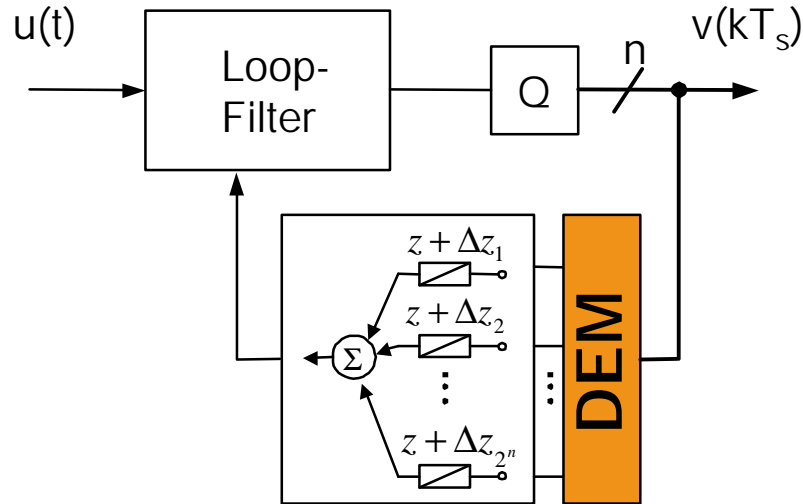 u(t)
Loop-
Filter
Q
n
v(kTₛ)
z + Δz₁
z + Δz₂
Σ
z + Δz₂ⁿ
DEM